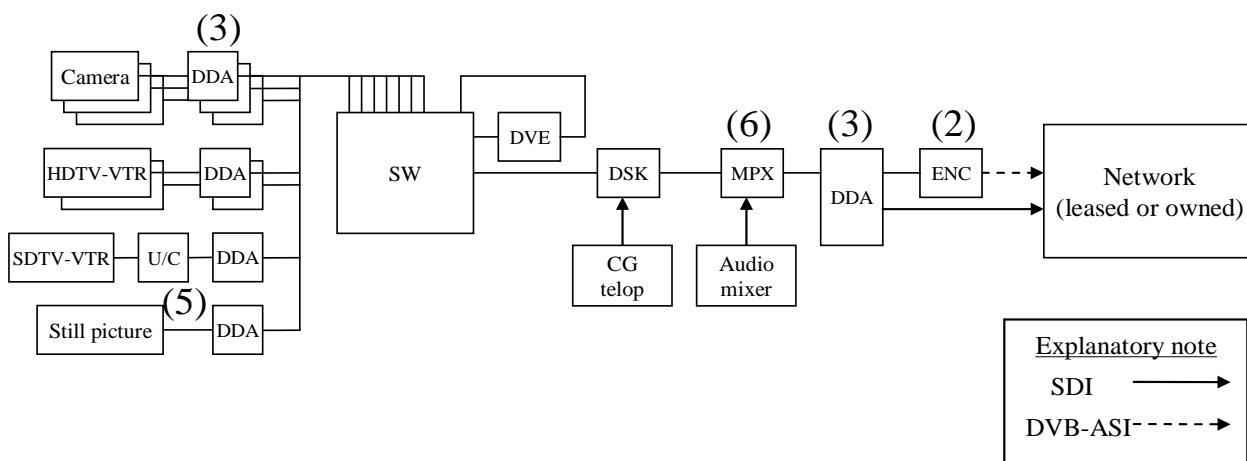 (3)
Camera
DDA
HDTV-VTR
DDA
SDTV-VTR
U/C
DDA
(5)
Still picture
DDA
SW
DVE
DSK
CG
telop
(6)
MPX
Audio
mixer
(3)
DDA
(2)
ENC
Network
(leased or owned)
Explanatory note
SDI
DVB-ASI